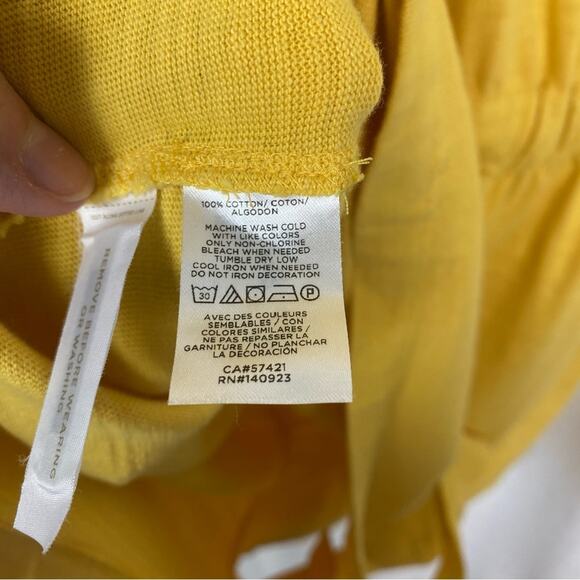 100% COTTON/ COTON/
ALGODON
MACHINE WASH COLD
WITH LIKE COLORS
ONLY NON-CHLORINE
BLEACH WHEN NEEDED
TUMBLE DRY LOW
COOL IRON WHEN NEEDED
DO NOT IRON DECORATION
30 P
AVEC DES COULEURS
SEMBLABLES / CON
COLORES SIMILARES /
NE PAS REPASSER LA
GARNITURE / NO PLANCHAR
LA DECORACIÓN
CA#57421
RN#140923
REMOVE BEFORE WEARING
OR WASHING